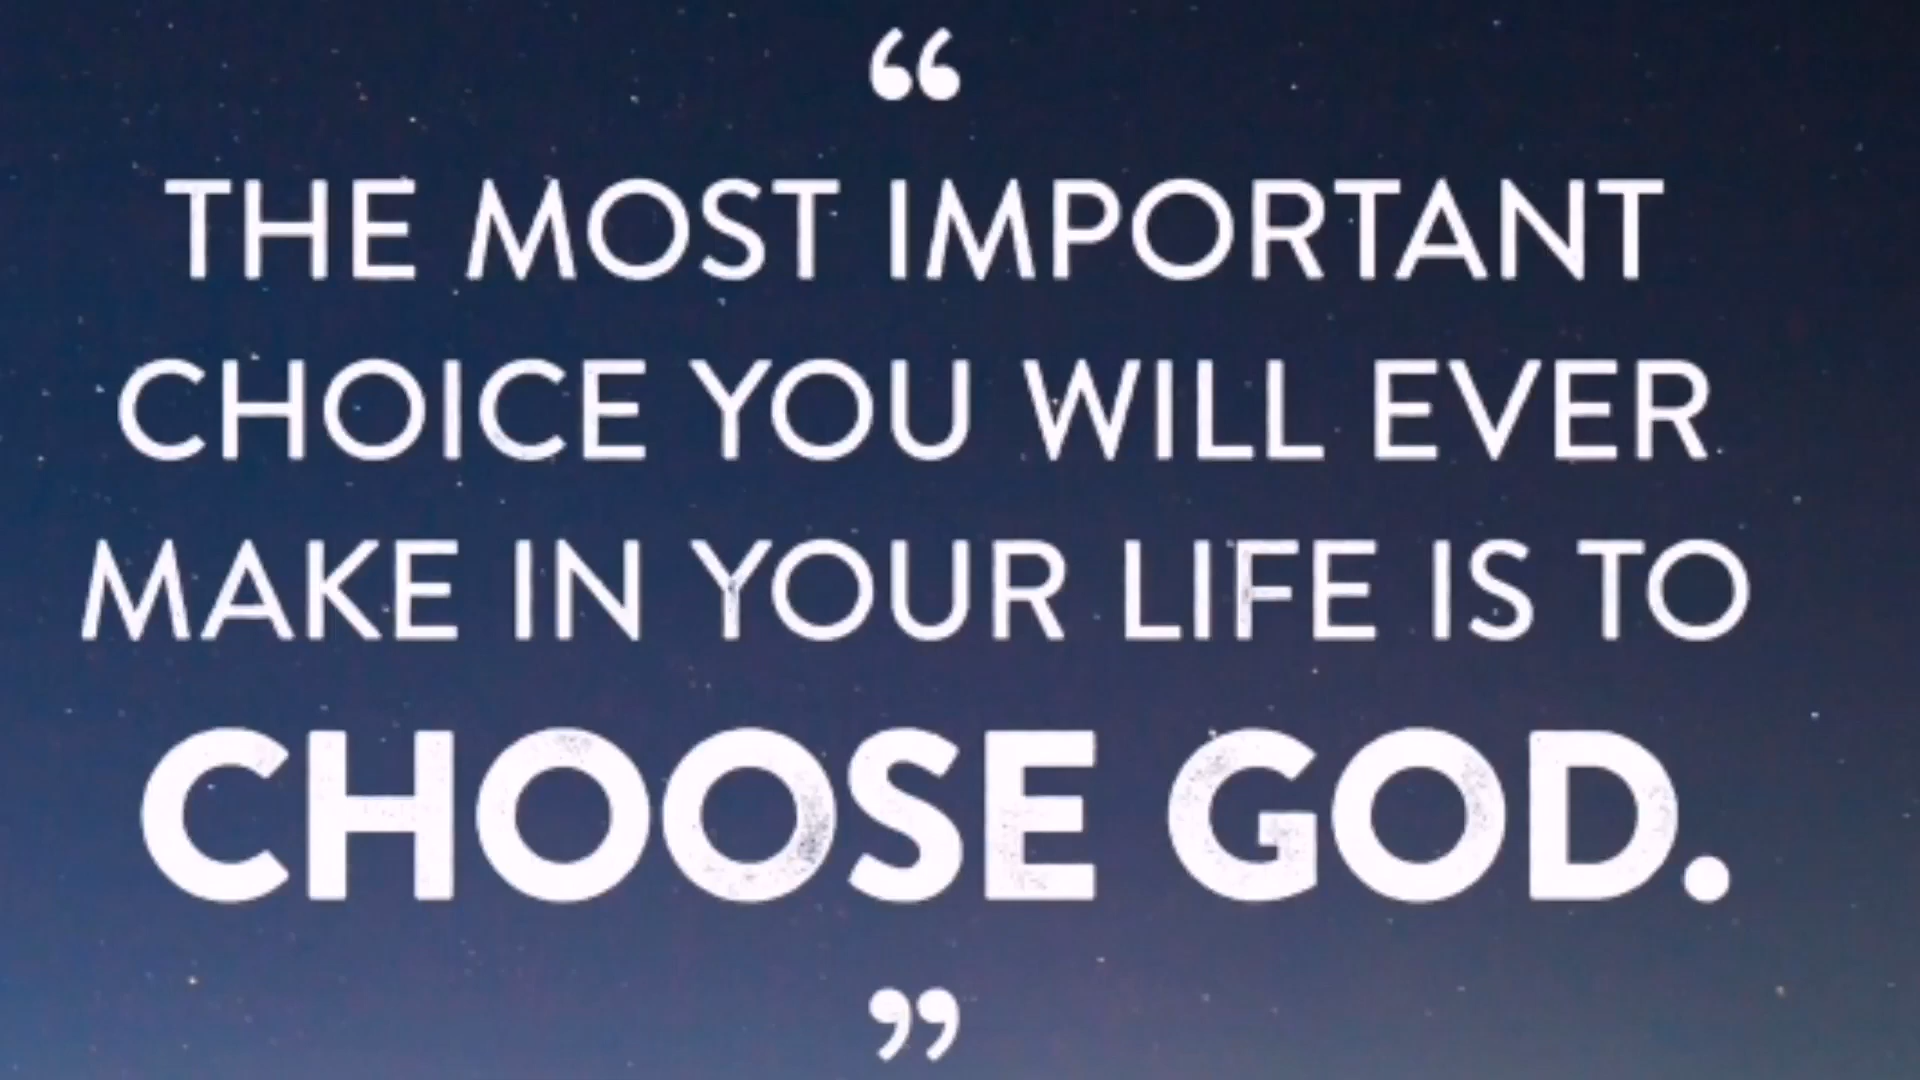 “
THE MOST IMPORTANT
CHOICE YOU WILL EVER
MAKE IN YOUR LIFE IS TO
CHOOSE GOD.
”